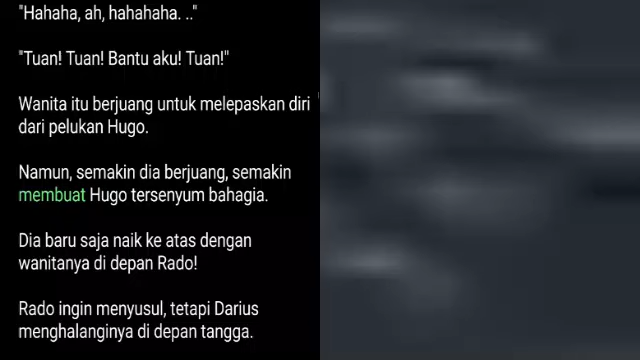 "Hahaha, ah, hahahaha. .."
"Tuan! Tuan! Bantu aku! Tuan!"
Wanita itu berjuang untuk melepaskan diri
dari pelukan Hugo.
Namun, semakin dia berjuang, semakin
membuat Hugo tersenyum bahagia.
Dia baru saja naik ke atas dengan
wanitanya di depan Rado!
Rado ingin menyusul, tetapi Darius
menghalanginya di depan tangga.